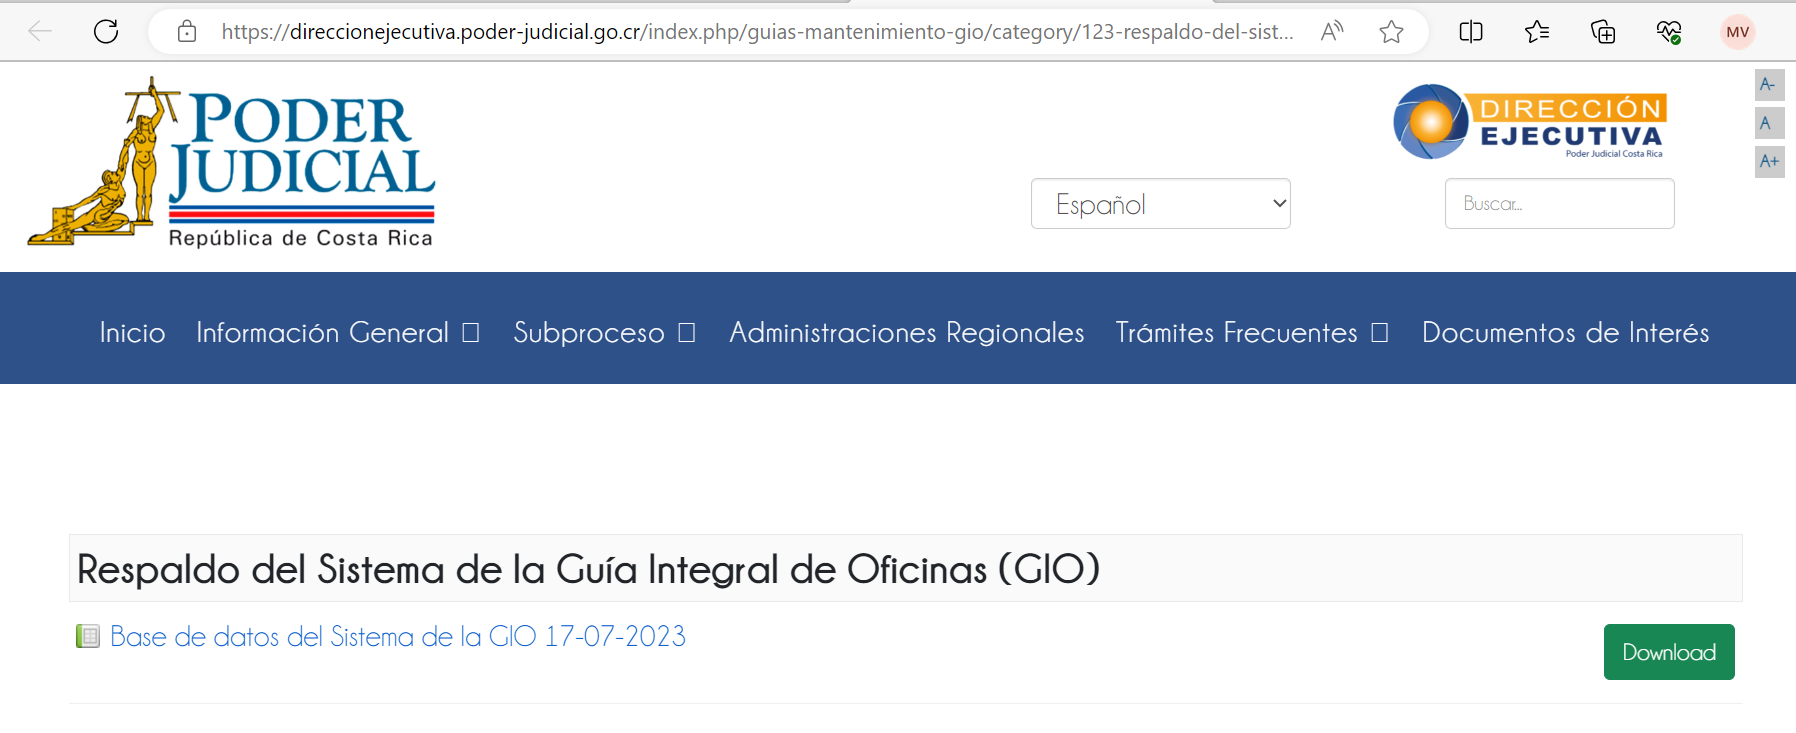 https://direccionejecutiva.poder-judicial.go.cr/index.php/guias-mantenimiento-gio/category/123-respaldo-del-sist...
MV
PODER
JUDICIAL
República de Costa Rica
DIRECCIÓN
EJECUTIVA
Poder Judicial Costa Rica
A-
A
A+
Español
Buscar...
Inicio Información General Subproceso Administraciones Regionales Trámites Frecuentes Documentos de Interés
Respaldo del Sistema de la Guía Integral de Oficinas (GIO)
Base de datos del Sistema de la GIO 17-07-2023
Download